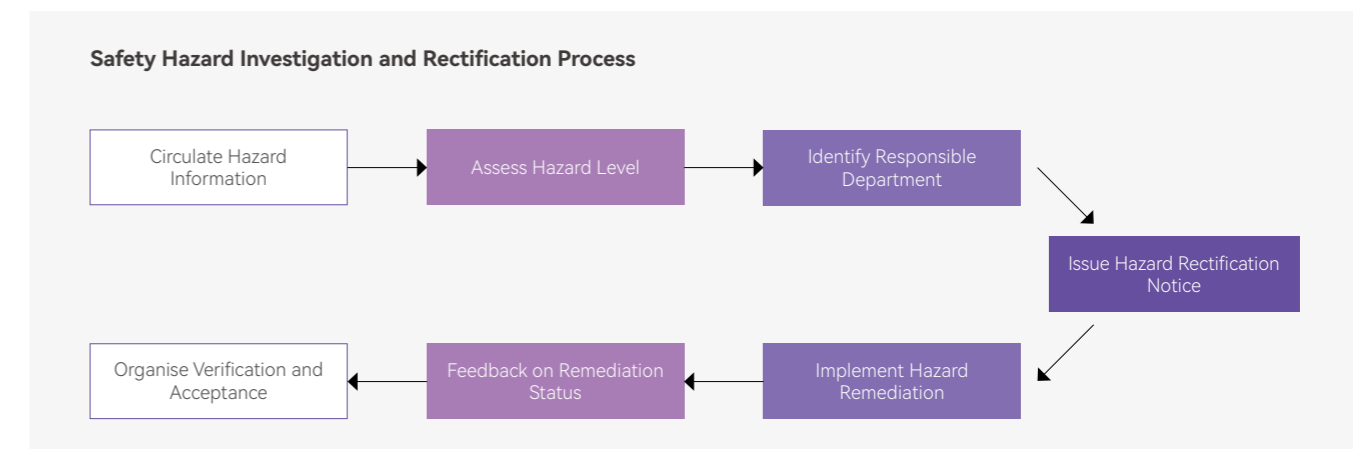 Safety Hazard Investigation and Rectification Process
Circulate Hazard
Information
Assess Hazard Level
Identify Responsible
Department
Issue Hazard Rectification
Notice
Implement Hazard
Remediation
Feedback on Remediation
Status
Organise Verification and
Acceptance